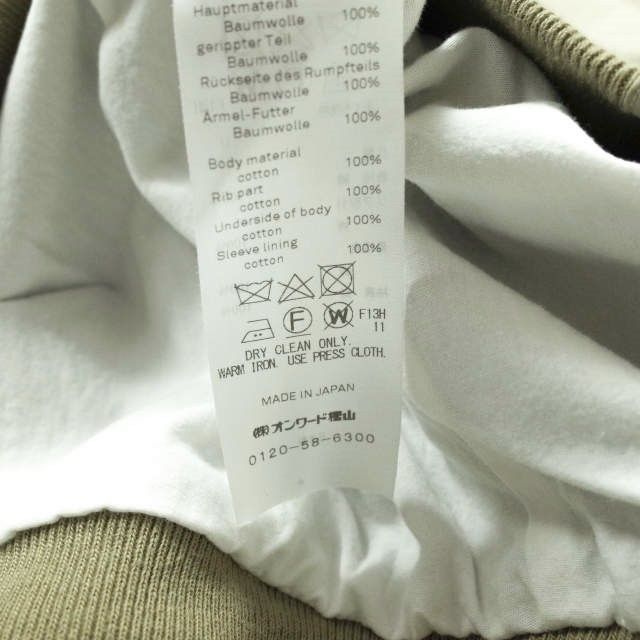 Hauptmaterial
Baumwolle 100%
gerippter Teil
Baumwolle 100%
Rückseite des Rumpfteils
Baumwolle 100%
Ärmel-Futter
Baumwolle 100%
Body material
cotton 100%
Rib part
cotton 100%
Underside of body
cotton 100%
Sleeve lining
cotton 100%
F W F13H
11
DRY CLEAN ONLY.
WARM IRON. USE PRESS CLOTH.
MADE IN JAPAN
㈱オンワード樫山
0120-58-6300